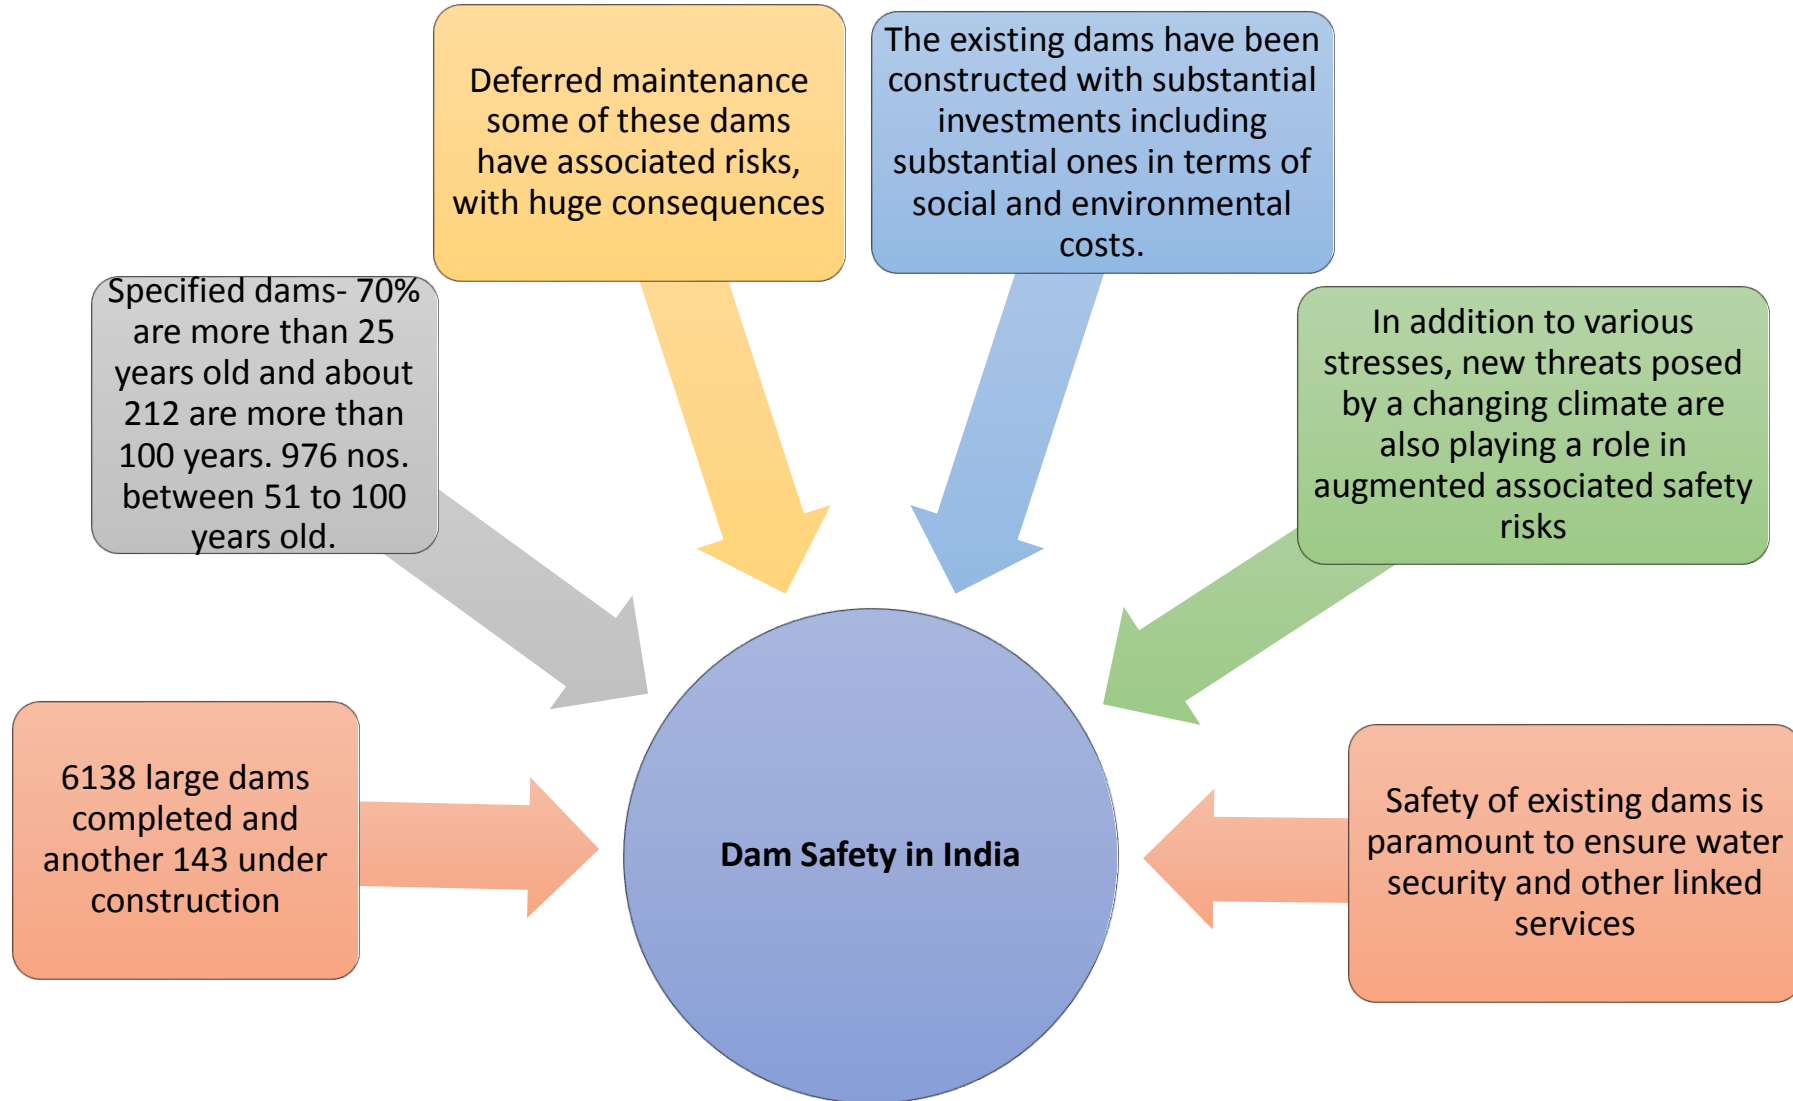 Deferred maintenance
some of these dams
have associated risks,
with huge consequences
The existing dams have been
constructed with substantial
investments including
substantial ones in terms of
social and environmental
costs.
Specified dams- 70%
are more than 25
years old and about
212 are more than
100 years. 976 nos.
between 51 to 100
years old.
In addition to various
stresses, new threats posed
by a changing climate are
also playing a role in
augmented associated safety
risks
6138 large dams
completed and
another 143 under
construction
Dam Safety in India
Safety of existing dams is
paramount to ensure water
security and other linked
services